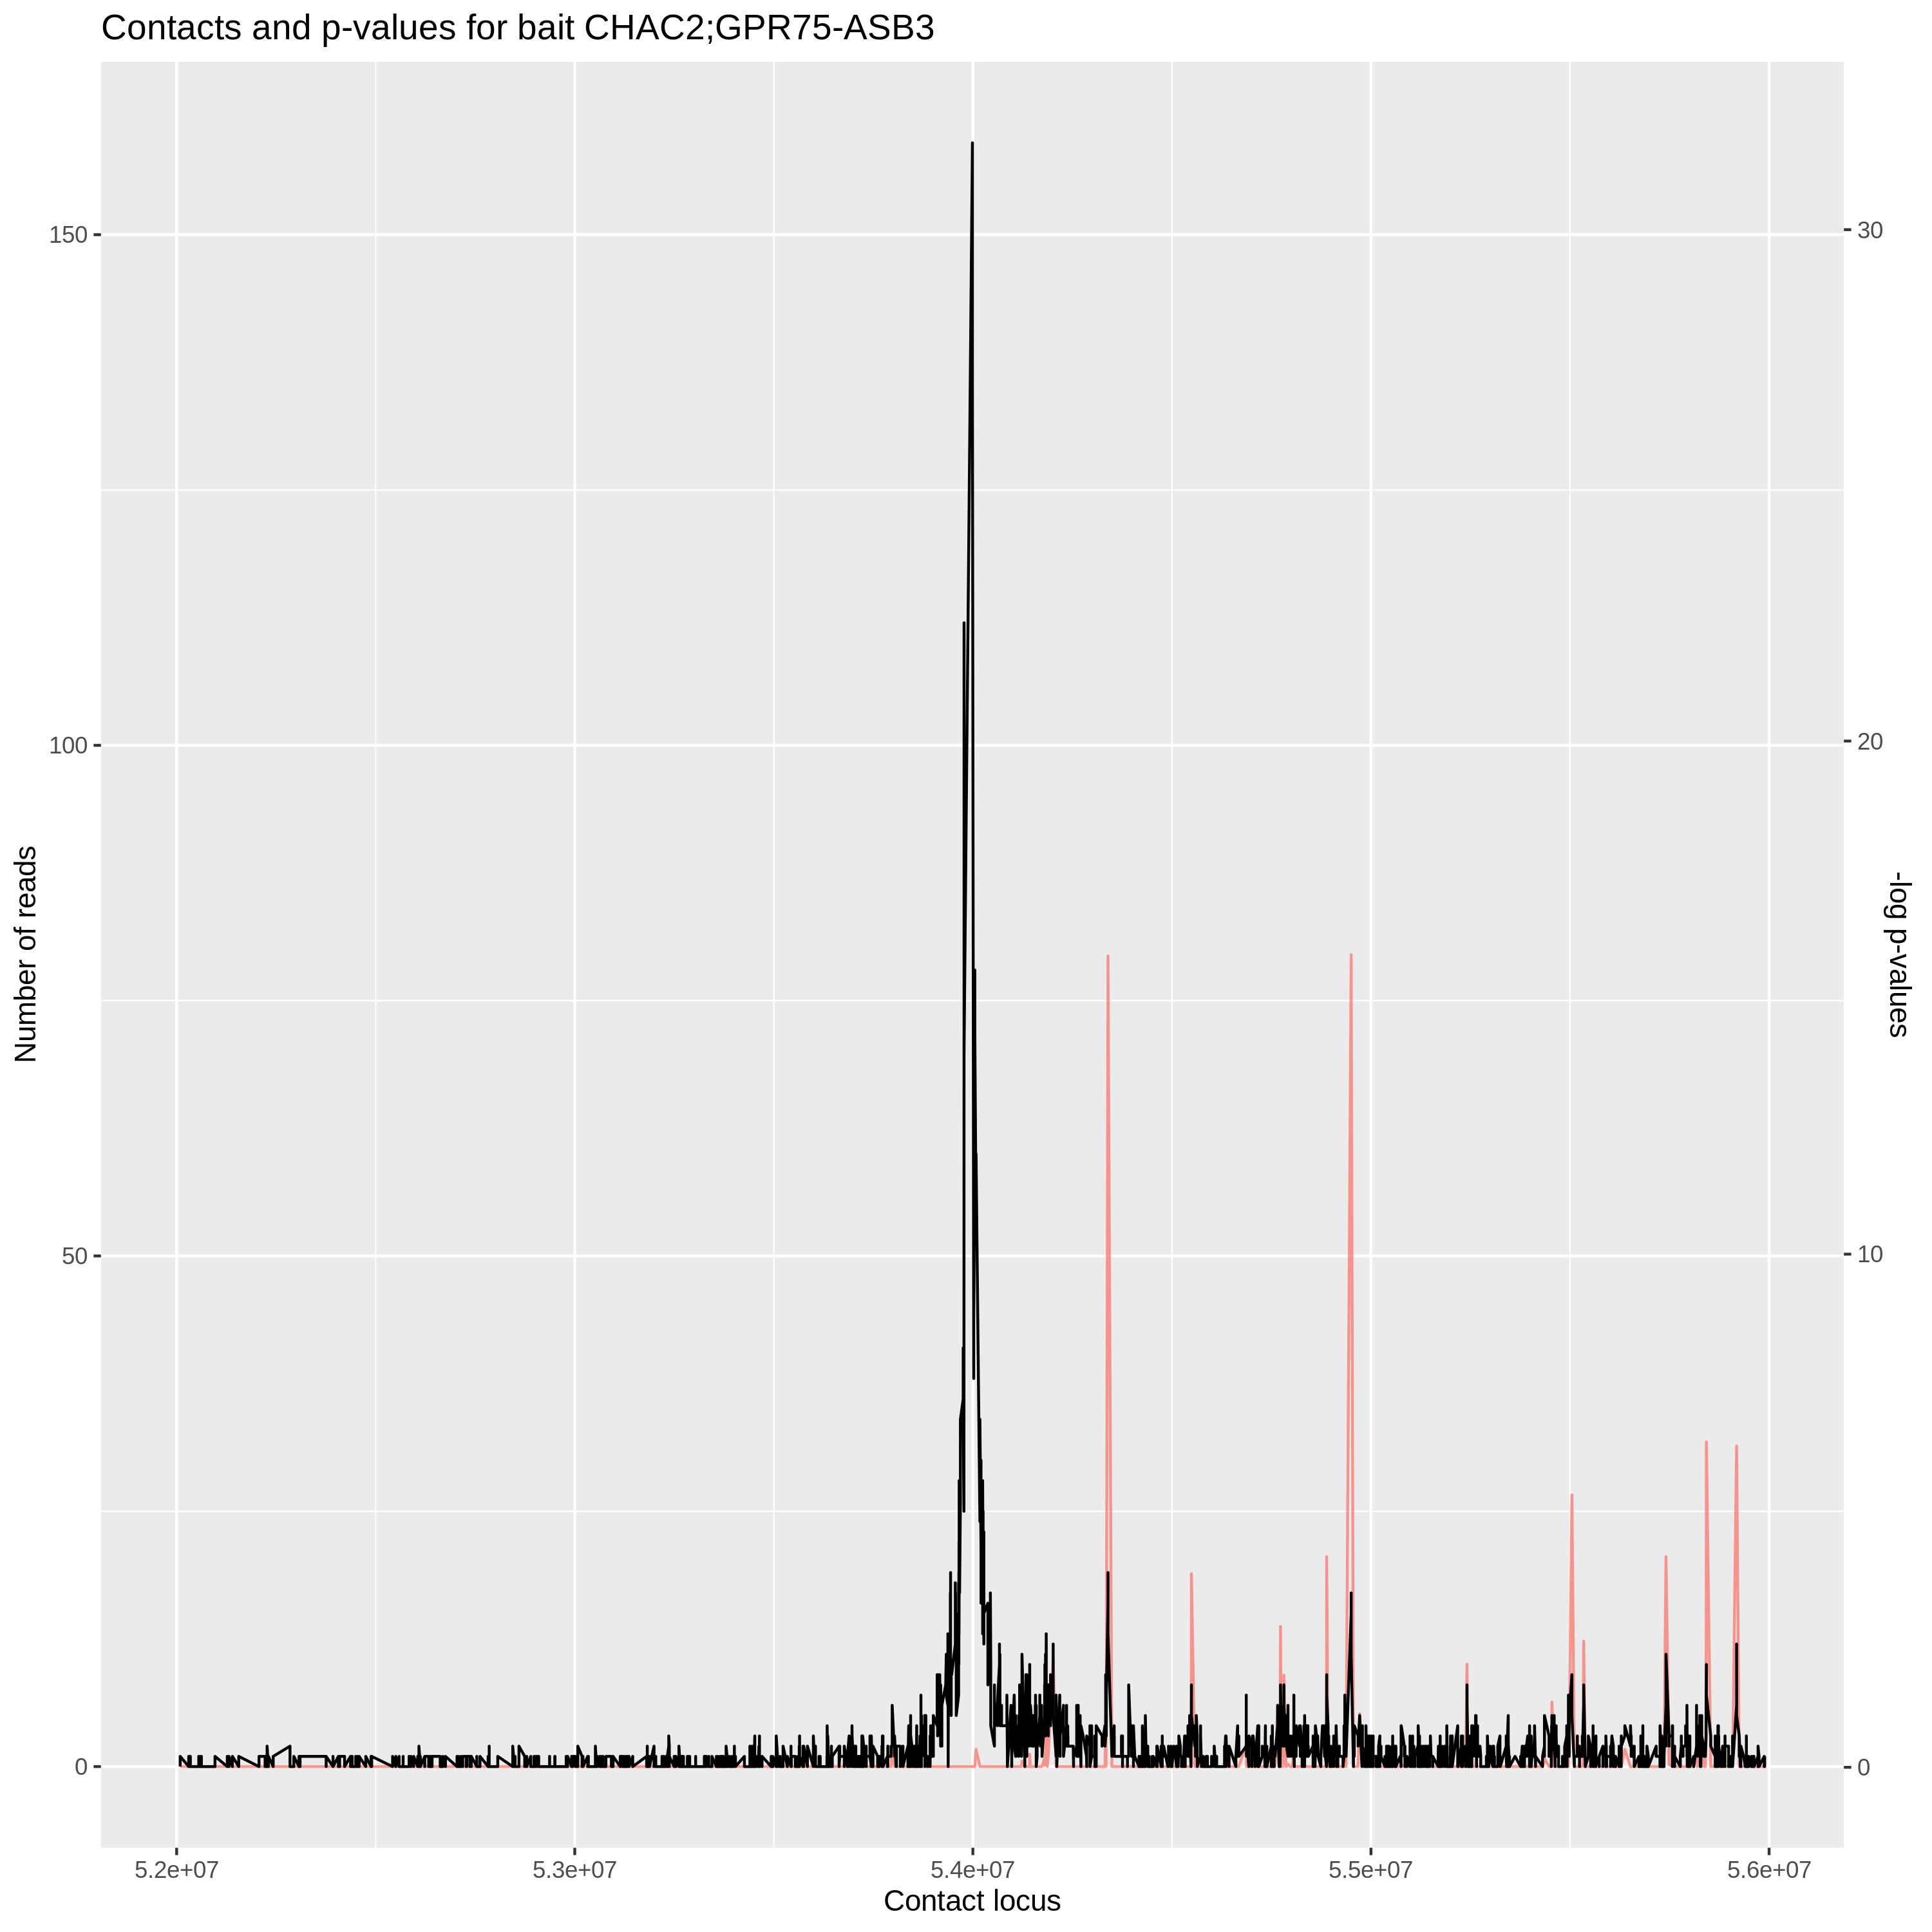 Contacts and p-values for bait CHAC2;GPR75-ASB3
150
100
50
0
Number of reads
30
20
10
0
-log p-values
5.2e+07
5.3e+07
5.4e+07
5.5e+07
5.6e+07
Contact locus